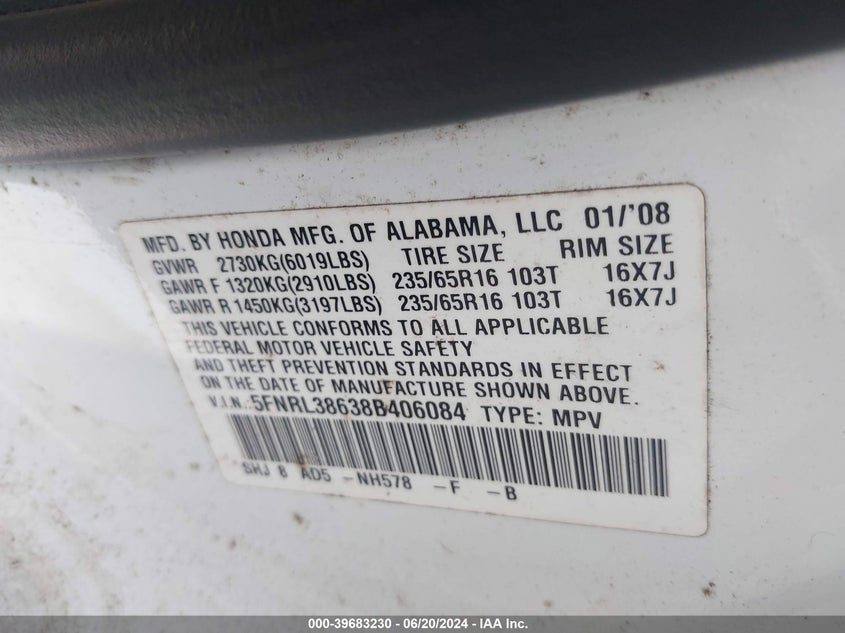 MFD. BY HONDA MFG. OF ALABAMA, LLC 01/'08
GVWR 2730KG(6019LBS) TIRE SIZE RIM SIZE
GAWR F 1320KG(2910LBS) 235/65R16 103T 16X7J
GAWR R 1450KG(3197LBS) 235/65R16 103T 16X7J
THIS VEHICLE CONFORMS TO ALL APPLICABLE
FEDERAL MOTOR VEHICLE SAFETY
AND THEFT PREVENTION STANDARDS IN EFFECT
ON THE DATE OF MANUFACTURE SHOWN ABOVE.
V.I.N. 5FNRL38638B406084 TYPE: MPV
SHJ 8 AD5 -NH578 -F -B
000-39683230 - 06/20/2024 - IAA Inc.